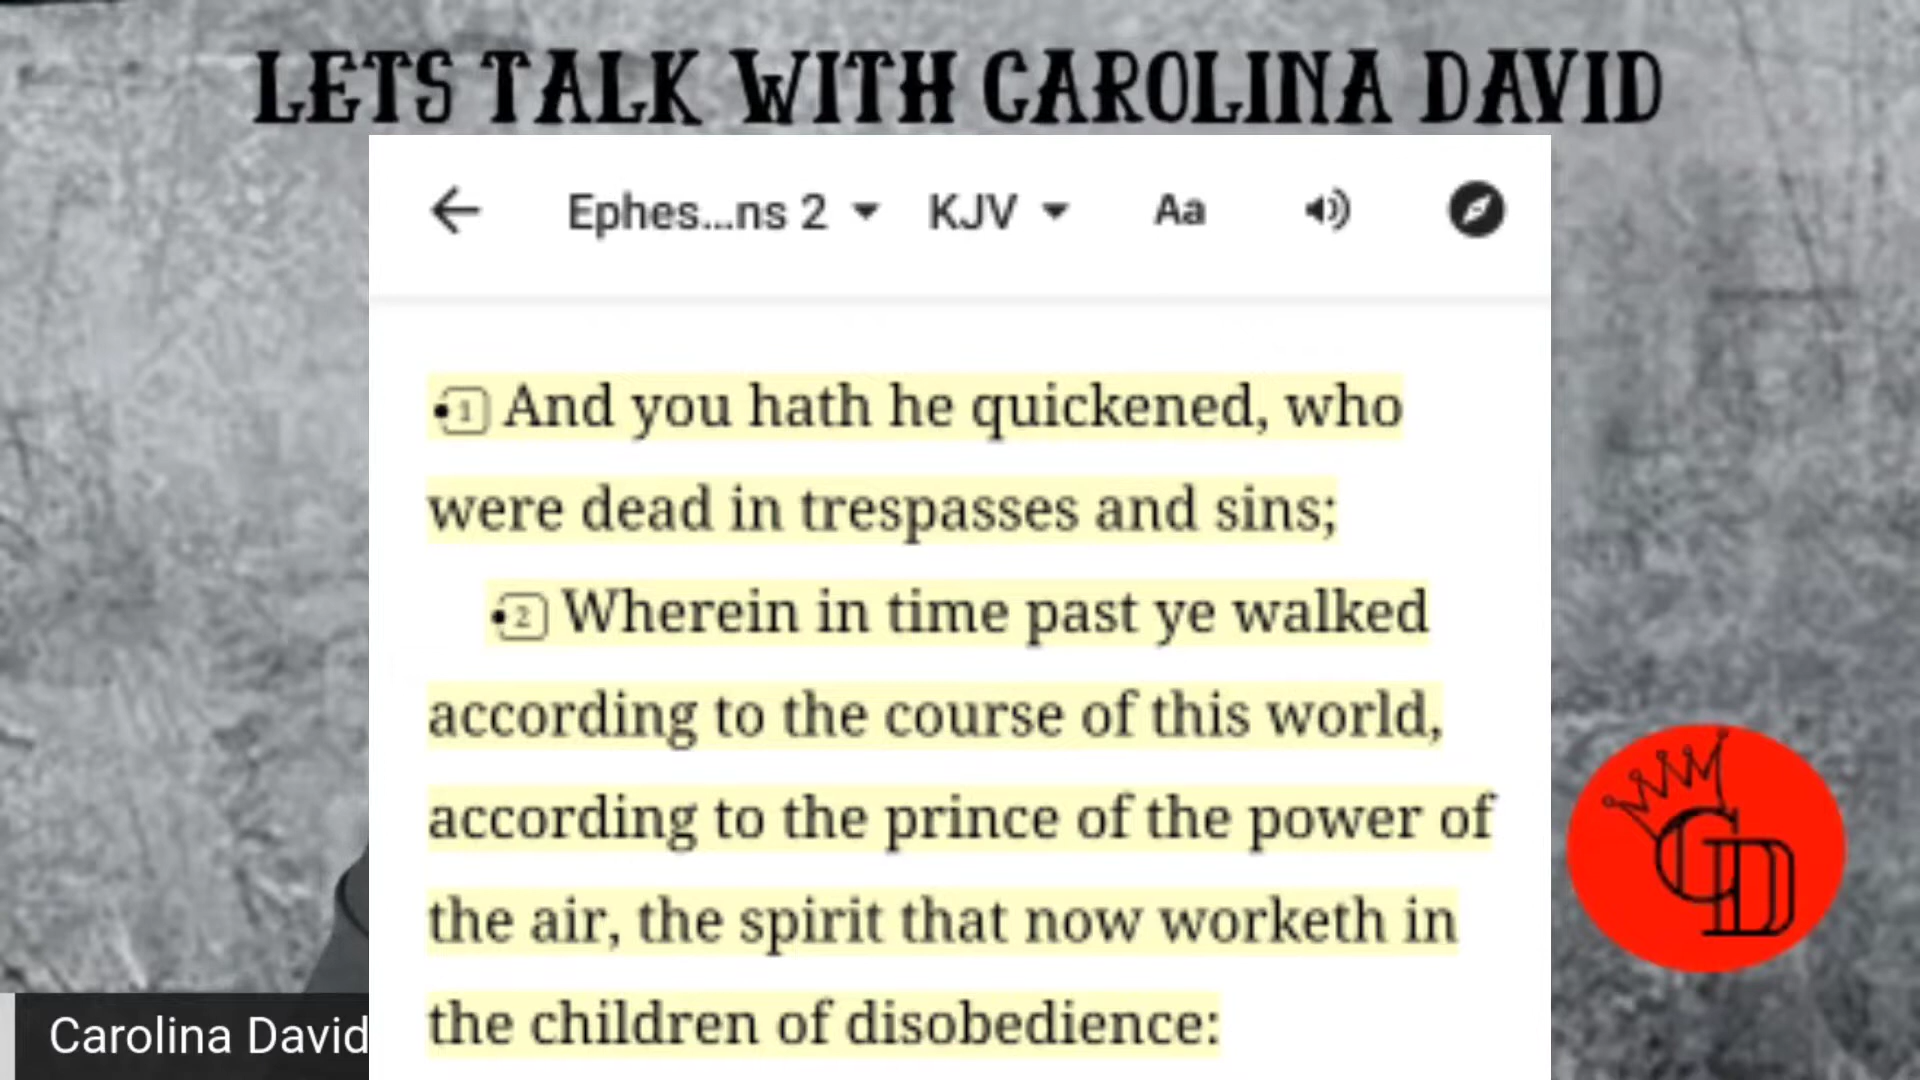 LETS TALK WITH CAROLINA DAVID
Ephes...ns 2 KJV Aa
1 And you hath he quickened, who
were dead in trespasses and sins;
2 Wherein in time past ye walked
according to the course of this world,
according to the prince of the power of
the air, the spirit that now worketh in
the children of disobedience:
CD
Carolina David